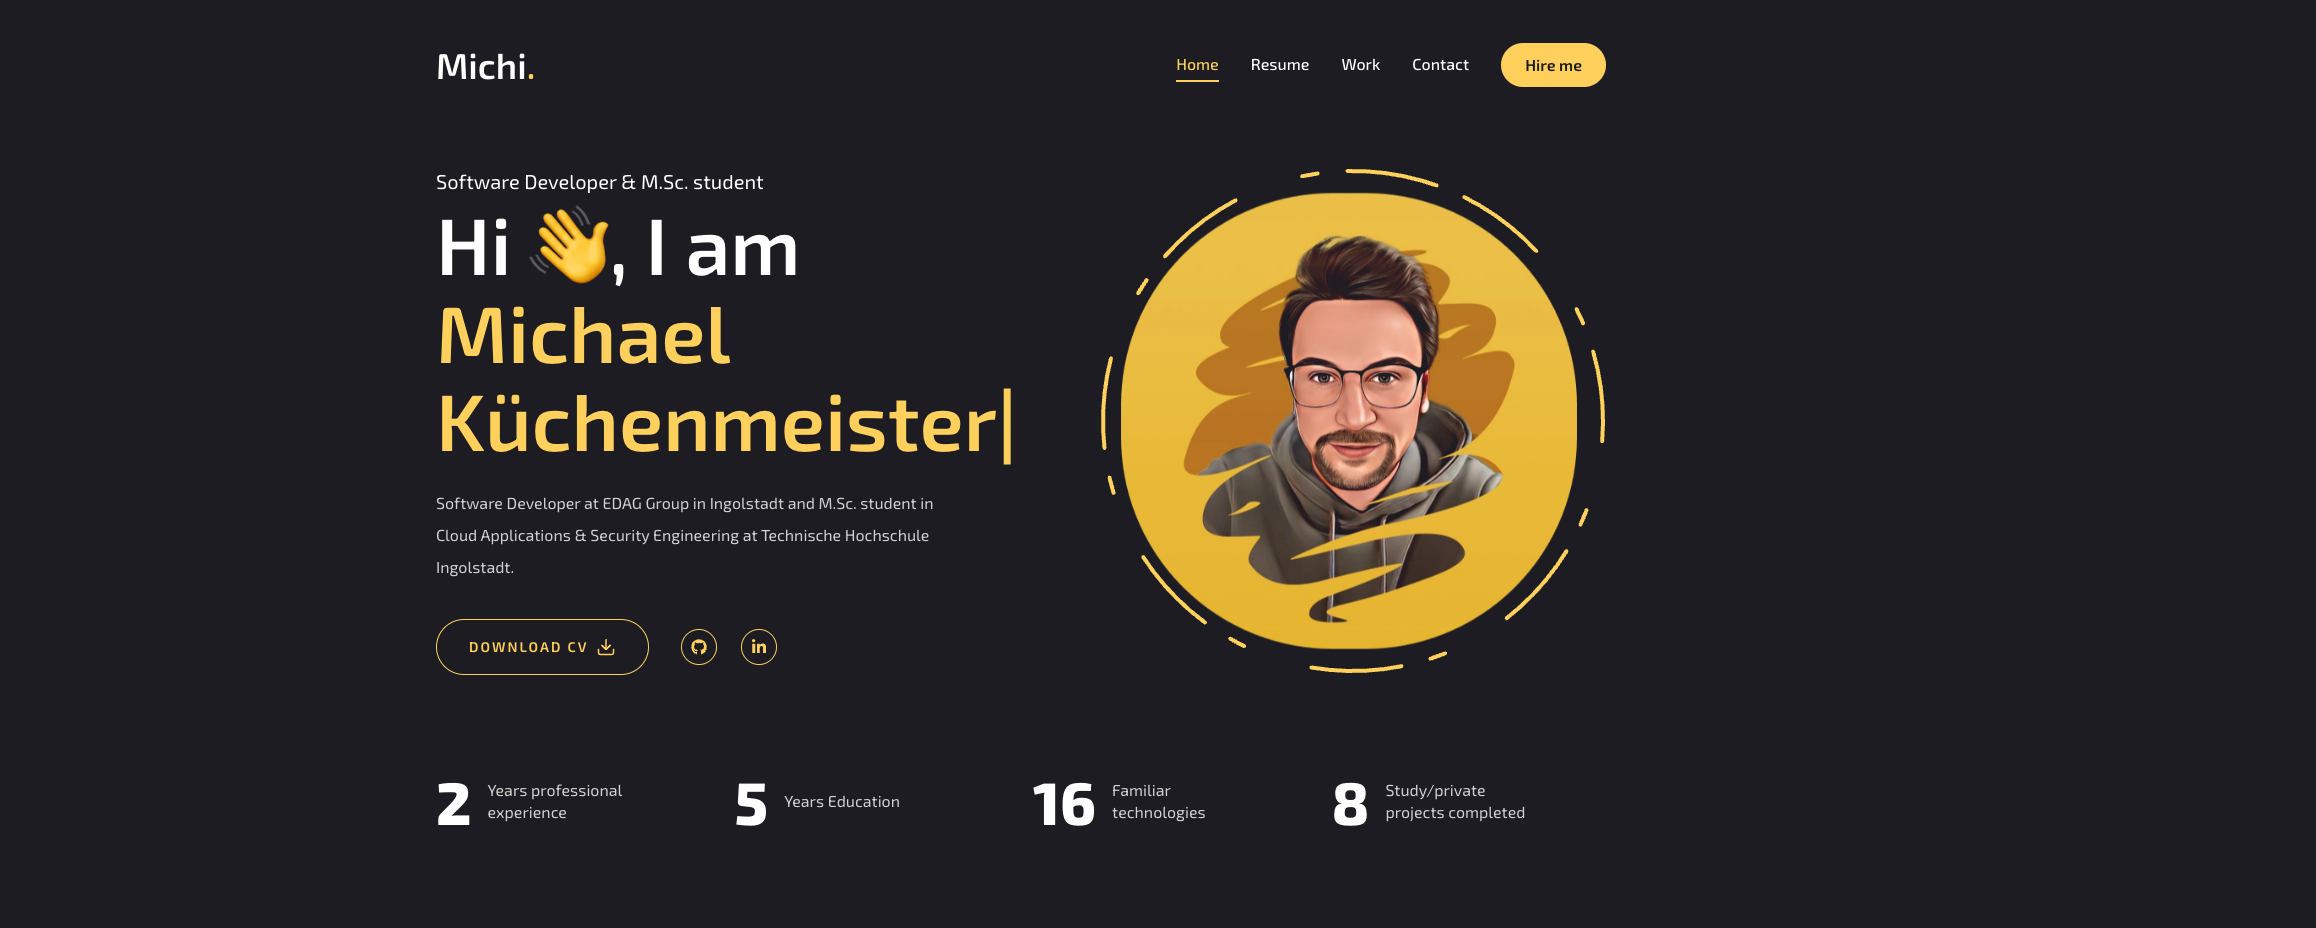 Michi.
Home Resume Work Contact Hire me
Software Developer & M.Sc. student
Hi 👋, I am
Michael
Küchenmeister|
Software Developer at EDAG Group in Ingolstadt and M.Sc. student in
Cloud Applications & Security Engineering at Technische Hochschule
Ingolstadt.
DOWNLOAD CV
in
2 Years professional
experience
5 Years Education
16 Familiar
technologies
8 Study/private
projects completed